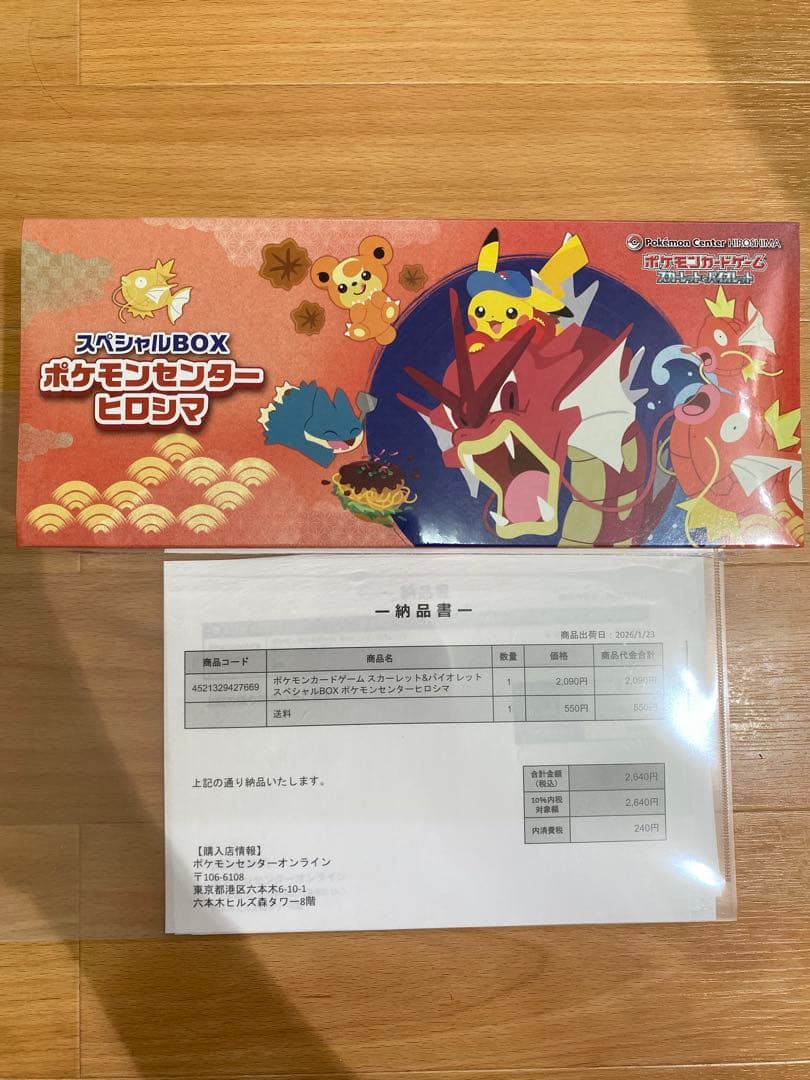 Pokémon Center HIROSHIMA
ポケモンカードゲーム
スカーレット&バイオレット
スペシャルBOX
ポケモンセンター
ヒロシマ
ー納品書ー
商品出荷日:2026/1/23
商品コード 商品名 数量 価格 商品代金合計
4521329427669 ポケモンカードゲーム スカーレット&バイオレット 1 2,090円 2,090円
スペシャルBOX ポケモンセンターヒロシマ
送料 1 550円 550円
上記の通り納品いたします。
合計金額 2,640円
(税込)
10%内税 2,640円
対象額
内消費税 240円
【購入店情報】
ポケモンセンターオンライン
〒106-6108
東京都港区六本木6-10-1
六本木ヒルズ森タワー8階